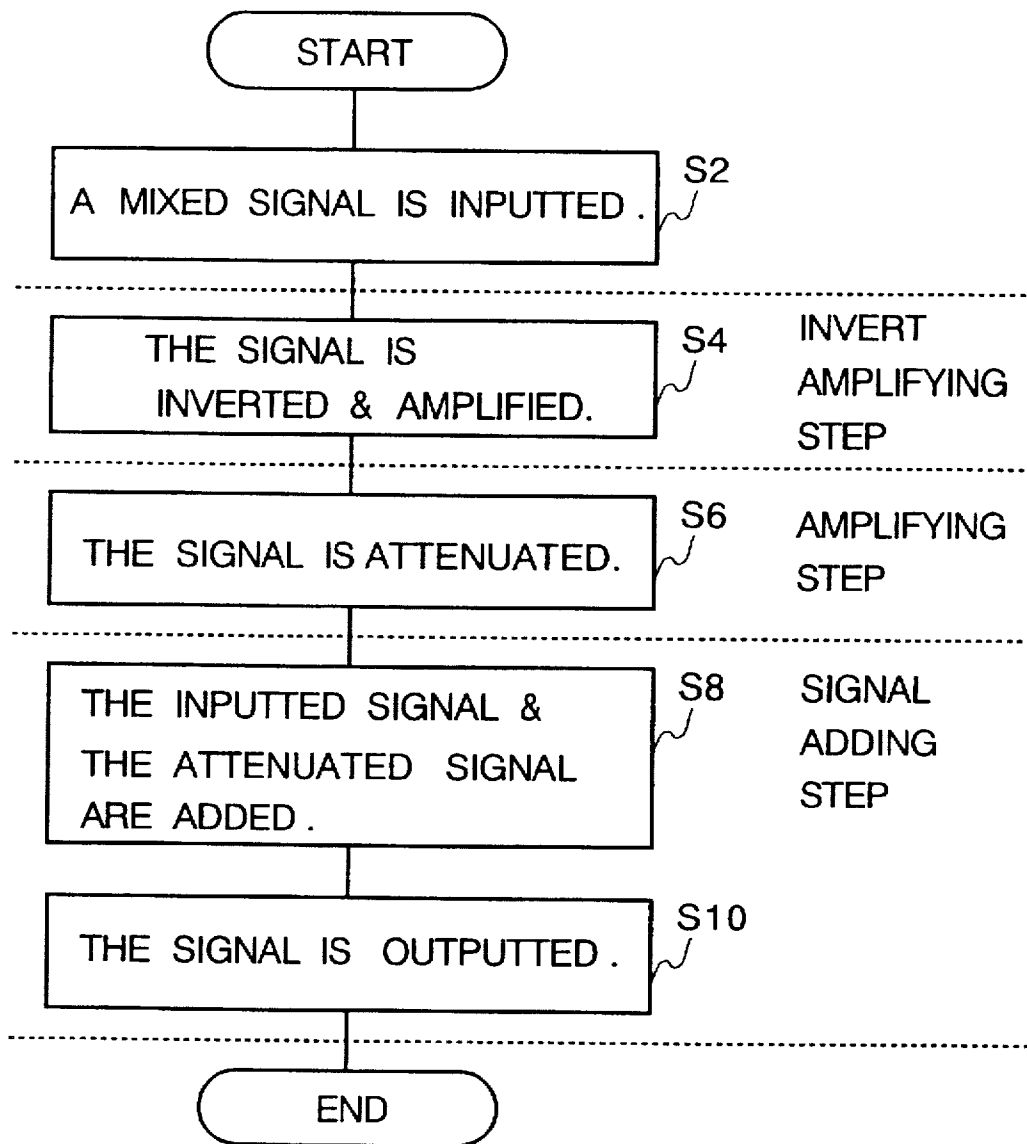 START
A MIXED SIGNAL IS INPUTTED.
S2
THE SIGNAL IS
INVERTED & AMPLIFIED.
S4
INVERT
AMPLIFYING
STEP
THE SIGNAL IS ATTENUATED.
S6
AMPLIFYING
STEP
THE INPUTTED SIGNAL &
THE ATTENUATED SIGNAL
ARE ADDED.
S8
SIGNAL
ADDING
STEP
THE SIGNAL IS OUTPUTTED.
S10
END